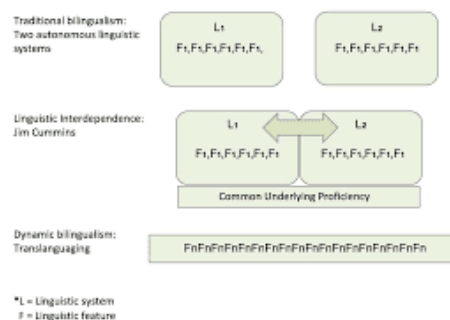 Traditional bilingualism:
Two autonomous linguistic
systems
L1
F1,F1,F1,F1,F1,F1,
L2
F1,F1,F1,F1,F1,F1
Linguistic Interdependence:
Jim Cummins
L1
F1,F1,F1,F1,F1,F1
L2
F1,F1,F1,F1,F1,F1
Common Underlying Proficiency
Dynamic bilingualism:
Translanguaging
FnFnFnFnFnFnFnFnFnFnFnFnFnFnFnFnFnFn
*L = Linguistic system
F = Linguistic feature